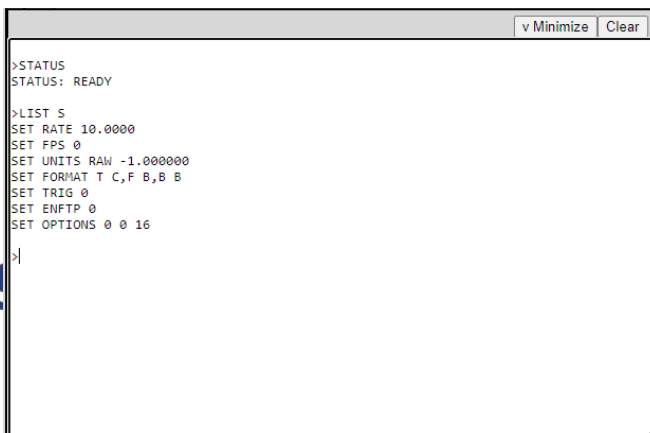 v Minimize Clear
>STATUS
STATUS: READY
>LIST S
SET RATE 10.0000
SET FPS 0
SET UNITS RAW -1.000000
SET FORMAT T C,F B,B B
SET TRIG 0
SET ENFTP 0
SET OPTIONS 0 0 16
>